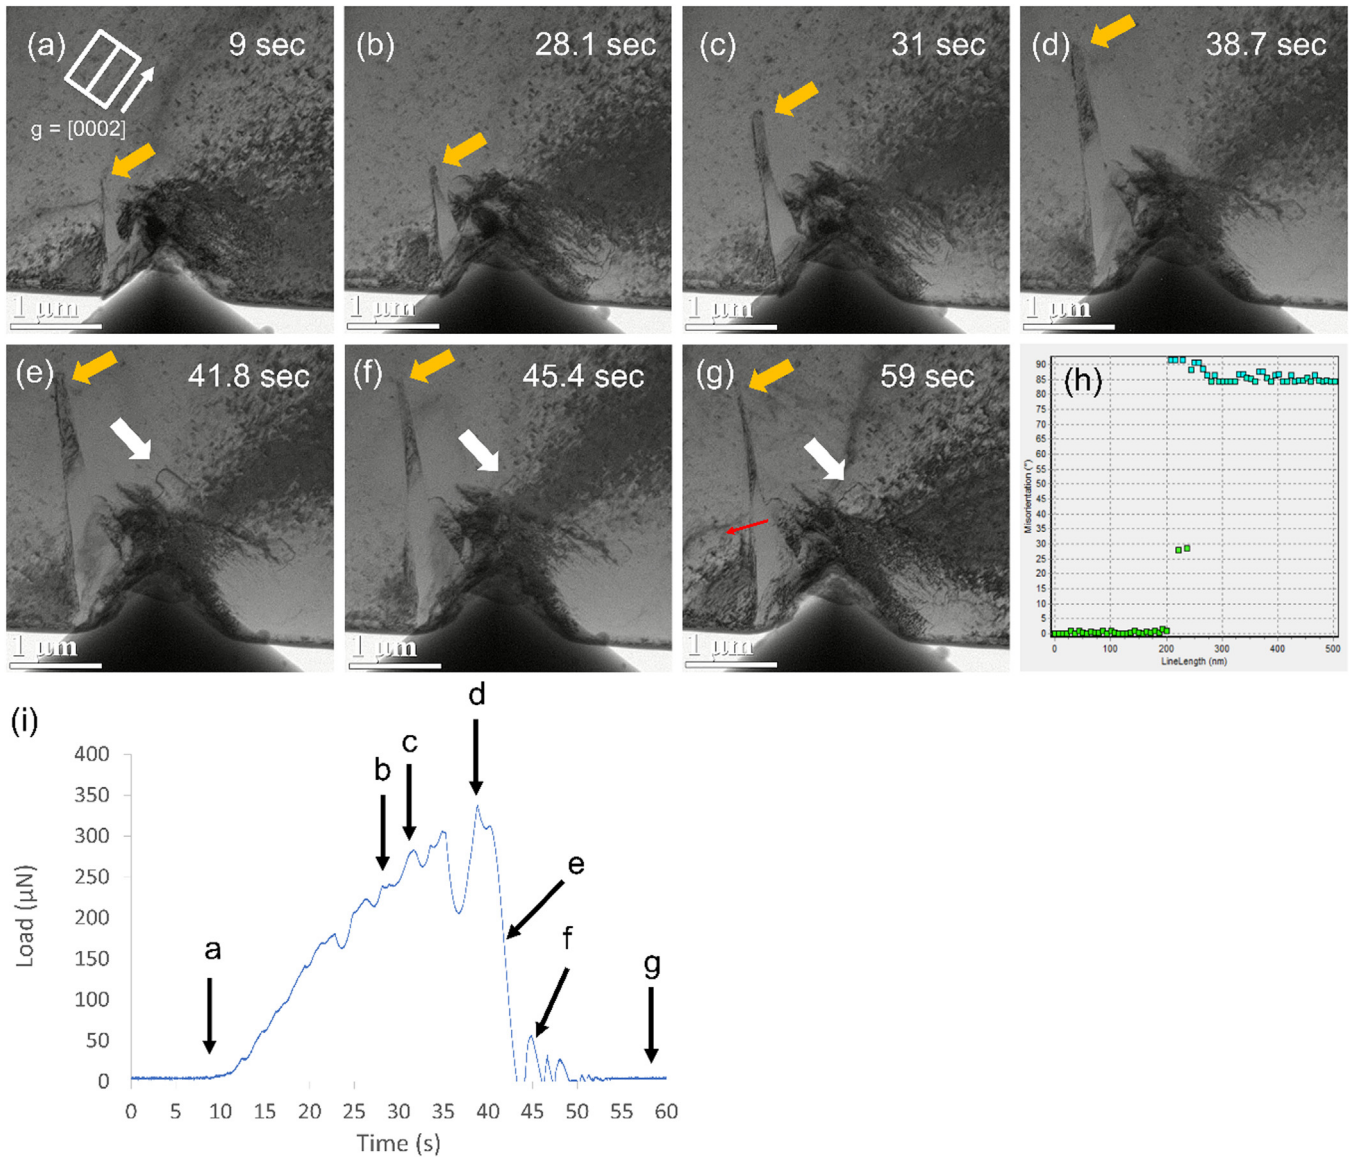 (a) 9 sec
g = [0002]
1 μm
(b) 28.1 sec
1 μm
(c) 31 sec
1 μm
(d) 38.7 sec
1 μm
(e) 41.8 sec
1 μm
(f) 45.4 sec
1 μm
(g) 59 sec
1 μm
(h)
90
85
80
75
70
65
60
55
50
45
40
35
30
25
20
15
10
5
0
Misorientation (°)
0 100 200 300 400 500
LineLength (nm)
(i)
400
350
300
250
200
150
100
50
0
Load (μN)
a
b
c
d
e
f
g
0 5 10 15 20 25 30 35 40 45 50 55 60
Time (s)